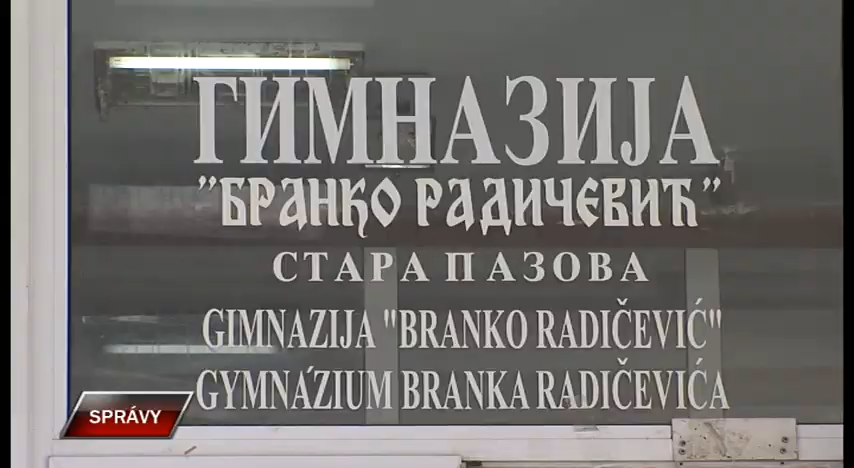 ГИМНАЗИЈА
"БРАНКО РАДИЧЕВИЋ"
СТАРА ПАЗОВА
GIMNAZIJA "BRANKO RADIČEVIĆ"
GYMNÁZIUM BRANKA RADIČEVIĆA
SPRÁVY